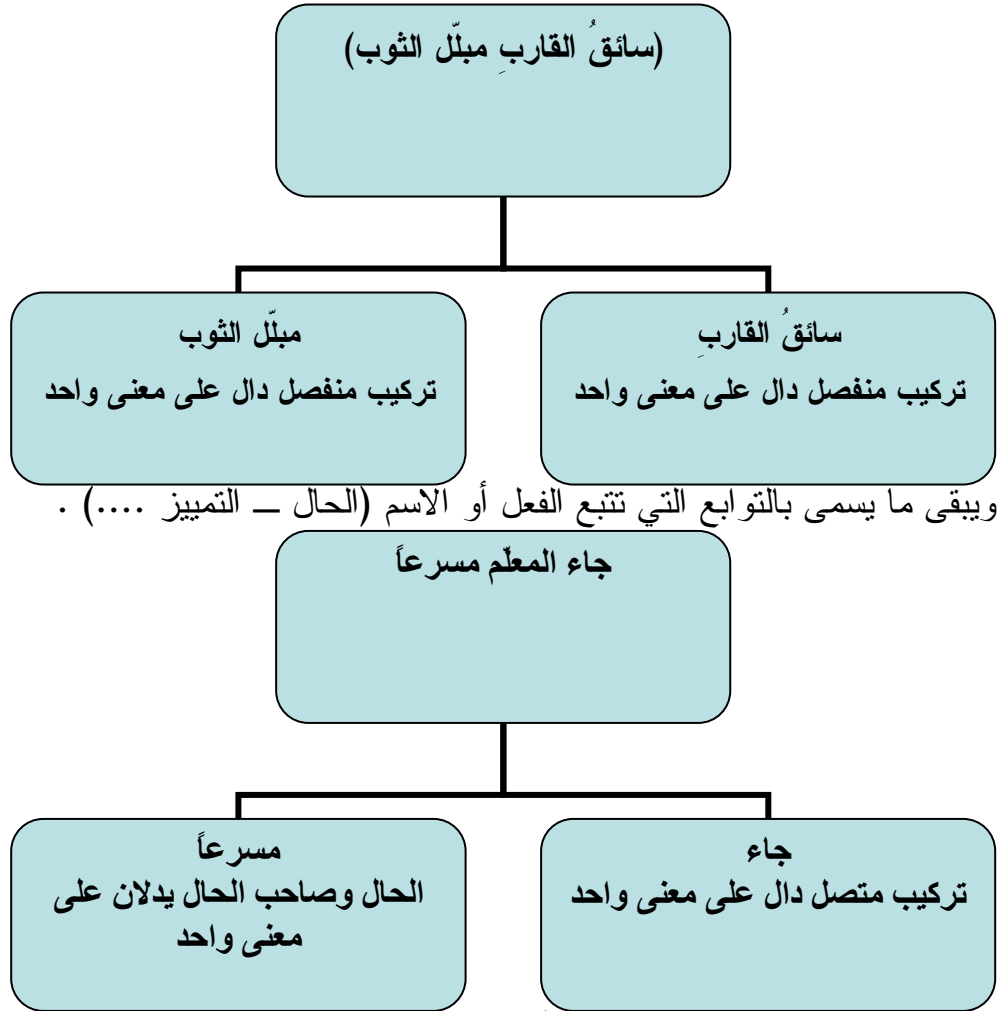 (سائقُ القاربِ مبلّل الثوب)
سائقُ القاربِ
تركيب منفصل دال على معنى واحد
مبلّل الثوب
تركيب منفصل دال على معنى واحد
ويبقى ما يسمى بالتوابع التي تتبع الفعل أو الاسم (الحال ــ التمييز ....) .
جاء المعلّم مسرعاً
جاء
تركيب متصل دال على معنى واحد
مسرعاً
الحال وصاحب الحال يدلان على
معنى واحد